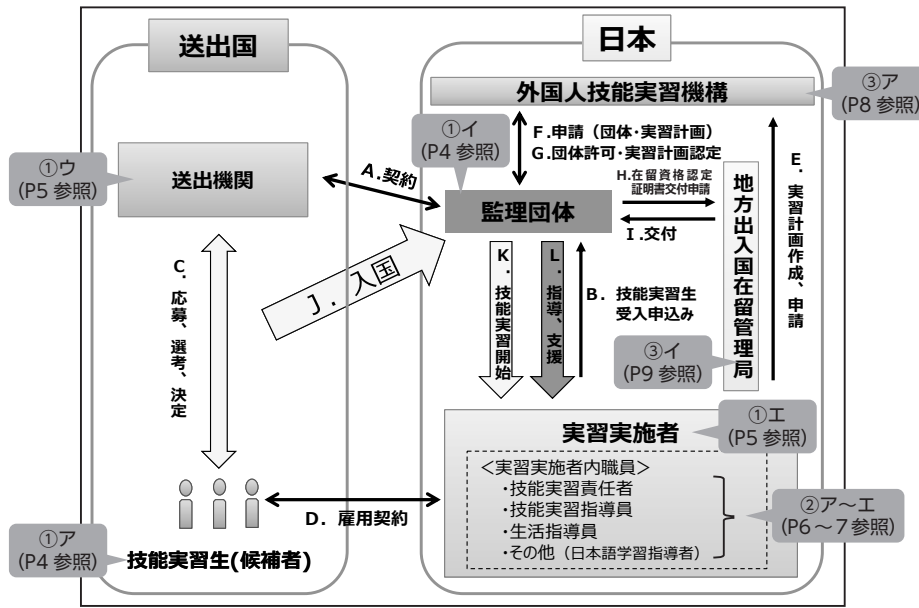 送出国
日本
外国人技能実習機構
③ア
(P8 参照)
①イ
(P4 参照)
F.申請（団体・実習計画）
G.団体許可・実習計画認定
①ウ
(P5 参照)
送出機関
A.契約
監理団体
H.在留資格認定
証明書交付申請
I.交付
地方出入国在留管理局
E．実習計画作成、申請
C．応募、選考、決定
J．入国
K．技能実習開始
L．指導、支援
B．技能実習生
受入申込み
③イ
(P9 参照)
実習実施者
①エ
(P5 参照)
＜実習実施者内職員＞
・技能実習責任者
・技能実習指導員
・生活指導員
・その他（日本語学習指導者）
②ア～エ
(P6～7 参照)
D．雇用契約
①ア
(P4 参照)
技能実習生(候補者)